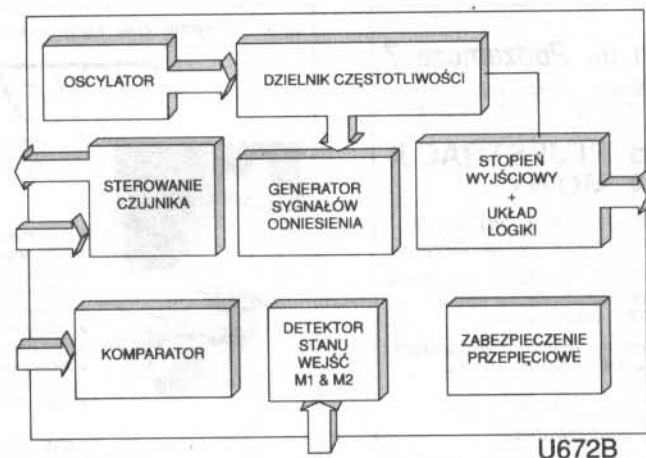 OSCYLATOR
DZIELNIK CZĘSTOTLIWOŚCI
STEROWANIE
CZUJNIKA
GENERATOR
SYGNAŁÓW
ODNIESIENIA
STOPIEŃ
WYJŚCIOWY
+
UKŁAD
LOGIKI
KOMPARATOR
DETEKTOR
STANU
WEJŚĆ
M1 & M2
ZABEZPIECZENIE
PRZEPIĘCIOWE
U672B